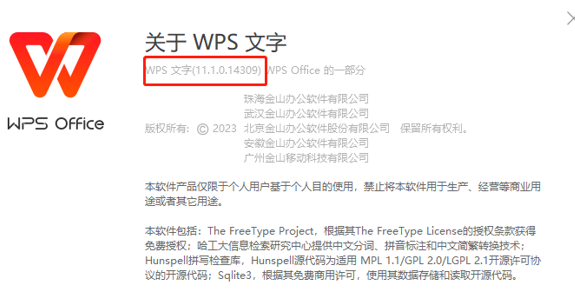 关于 WPS 文字
WPS 文字(11.1.0.14309) WPS Office 的一部分
WPS Office
珠海金山办公软件有限公司
武汉金山办公软件有限公司
版权所有: © 2023 北京金山办公软件股份有限公司 保留所有权利。
安徽金山办公软件有限公司
广州金山移动科技有限公司
本软件产品仅限于个人用户基于个人目的使用，禁止将本软件用于生产、经营等商业用
途或者其它用途。
本软件包括：The FreeType Project，根据其The FreeType License的授权条款获得
免费授权；哈工大信息检索研究中心提供中文分词、拼音标注和中文简繁转换技术；
Hunspell拼写检查库，Hunspell源代码为适用 MPL 1.1/GPL 2.0/LGPL 2.1开源许可协
议的开源代码；Sqlite3，根据其免费商用许可，使用其数据存储和读取开源代码。